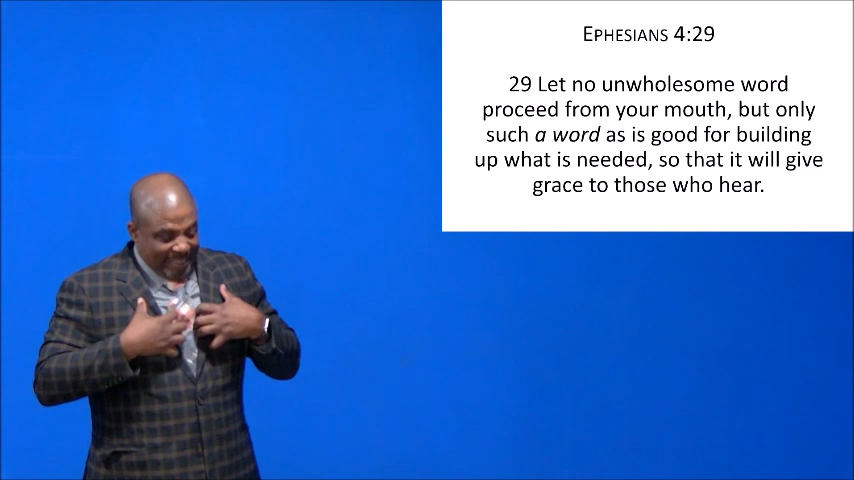 Ephesians 4:29
29 Let no unwholesome word
proceed from your mouth, but only
such a word as is good for building
up what is needed, so that it will give
grace to those who hear.